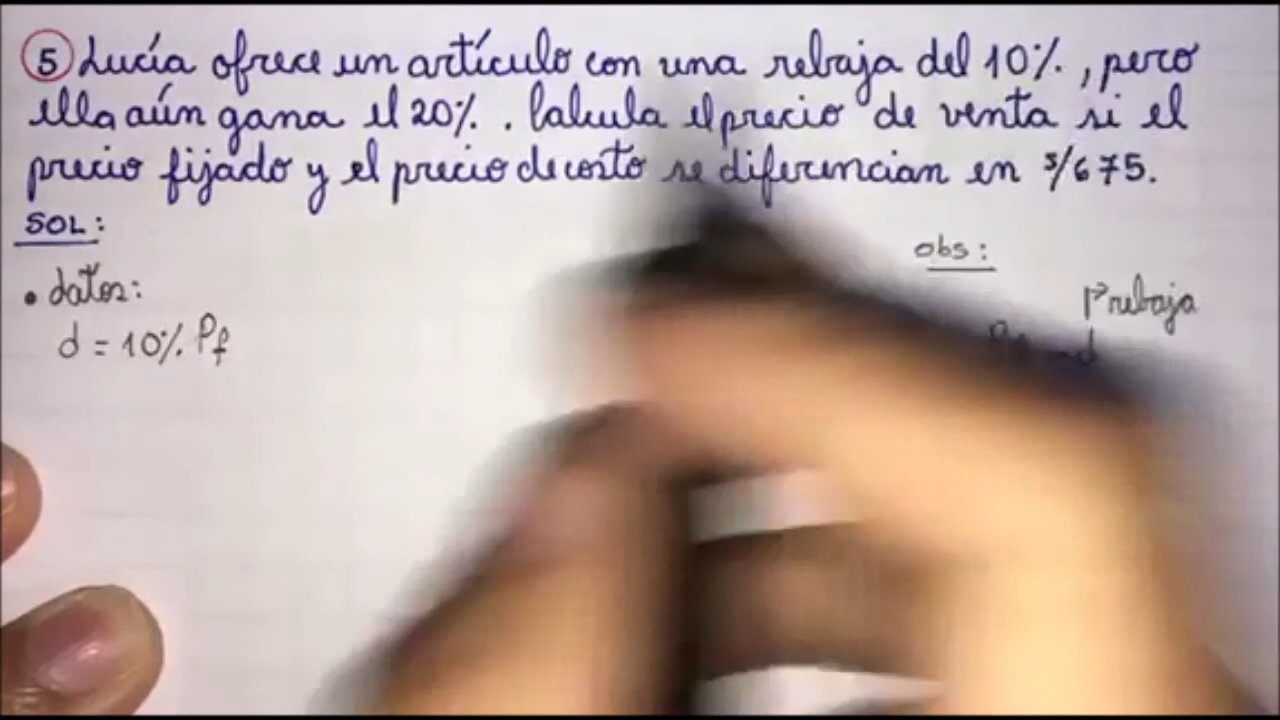 5 Lucía ofrece un artículo con una rebaja del 10%, pero
ella aún gana el 20%. Calcula el precio de venta si el
precio fijado y el precio de costo se diferencian en s/675.
SOL:
obs:
• datos:
rebaja
d = 10% Pf
d